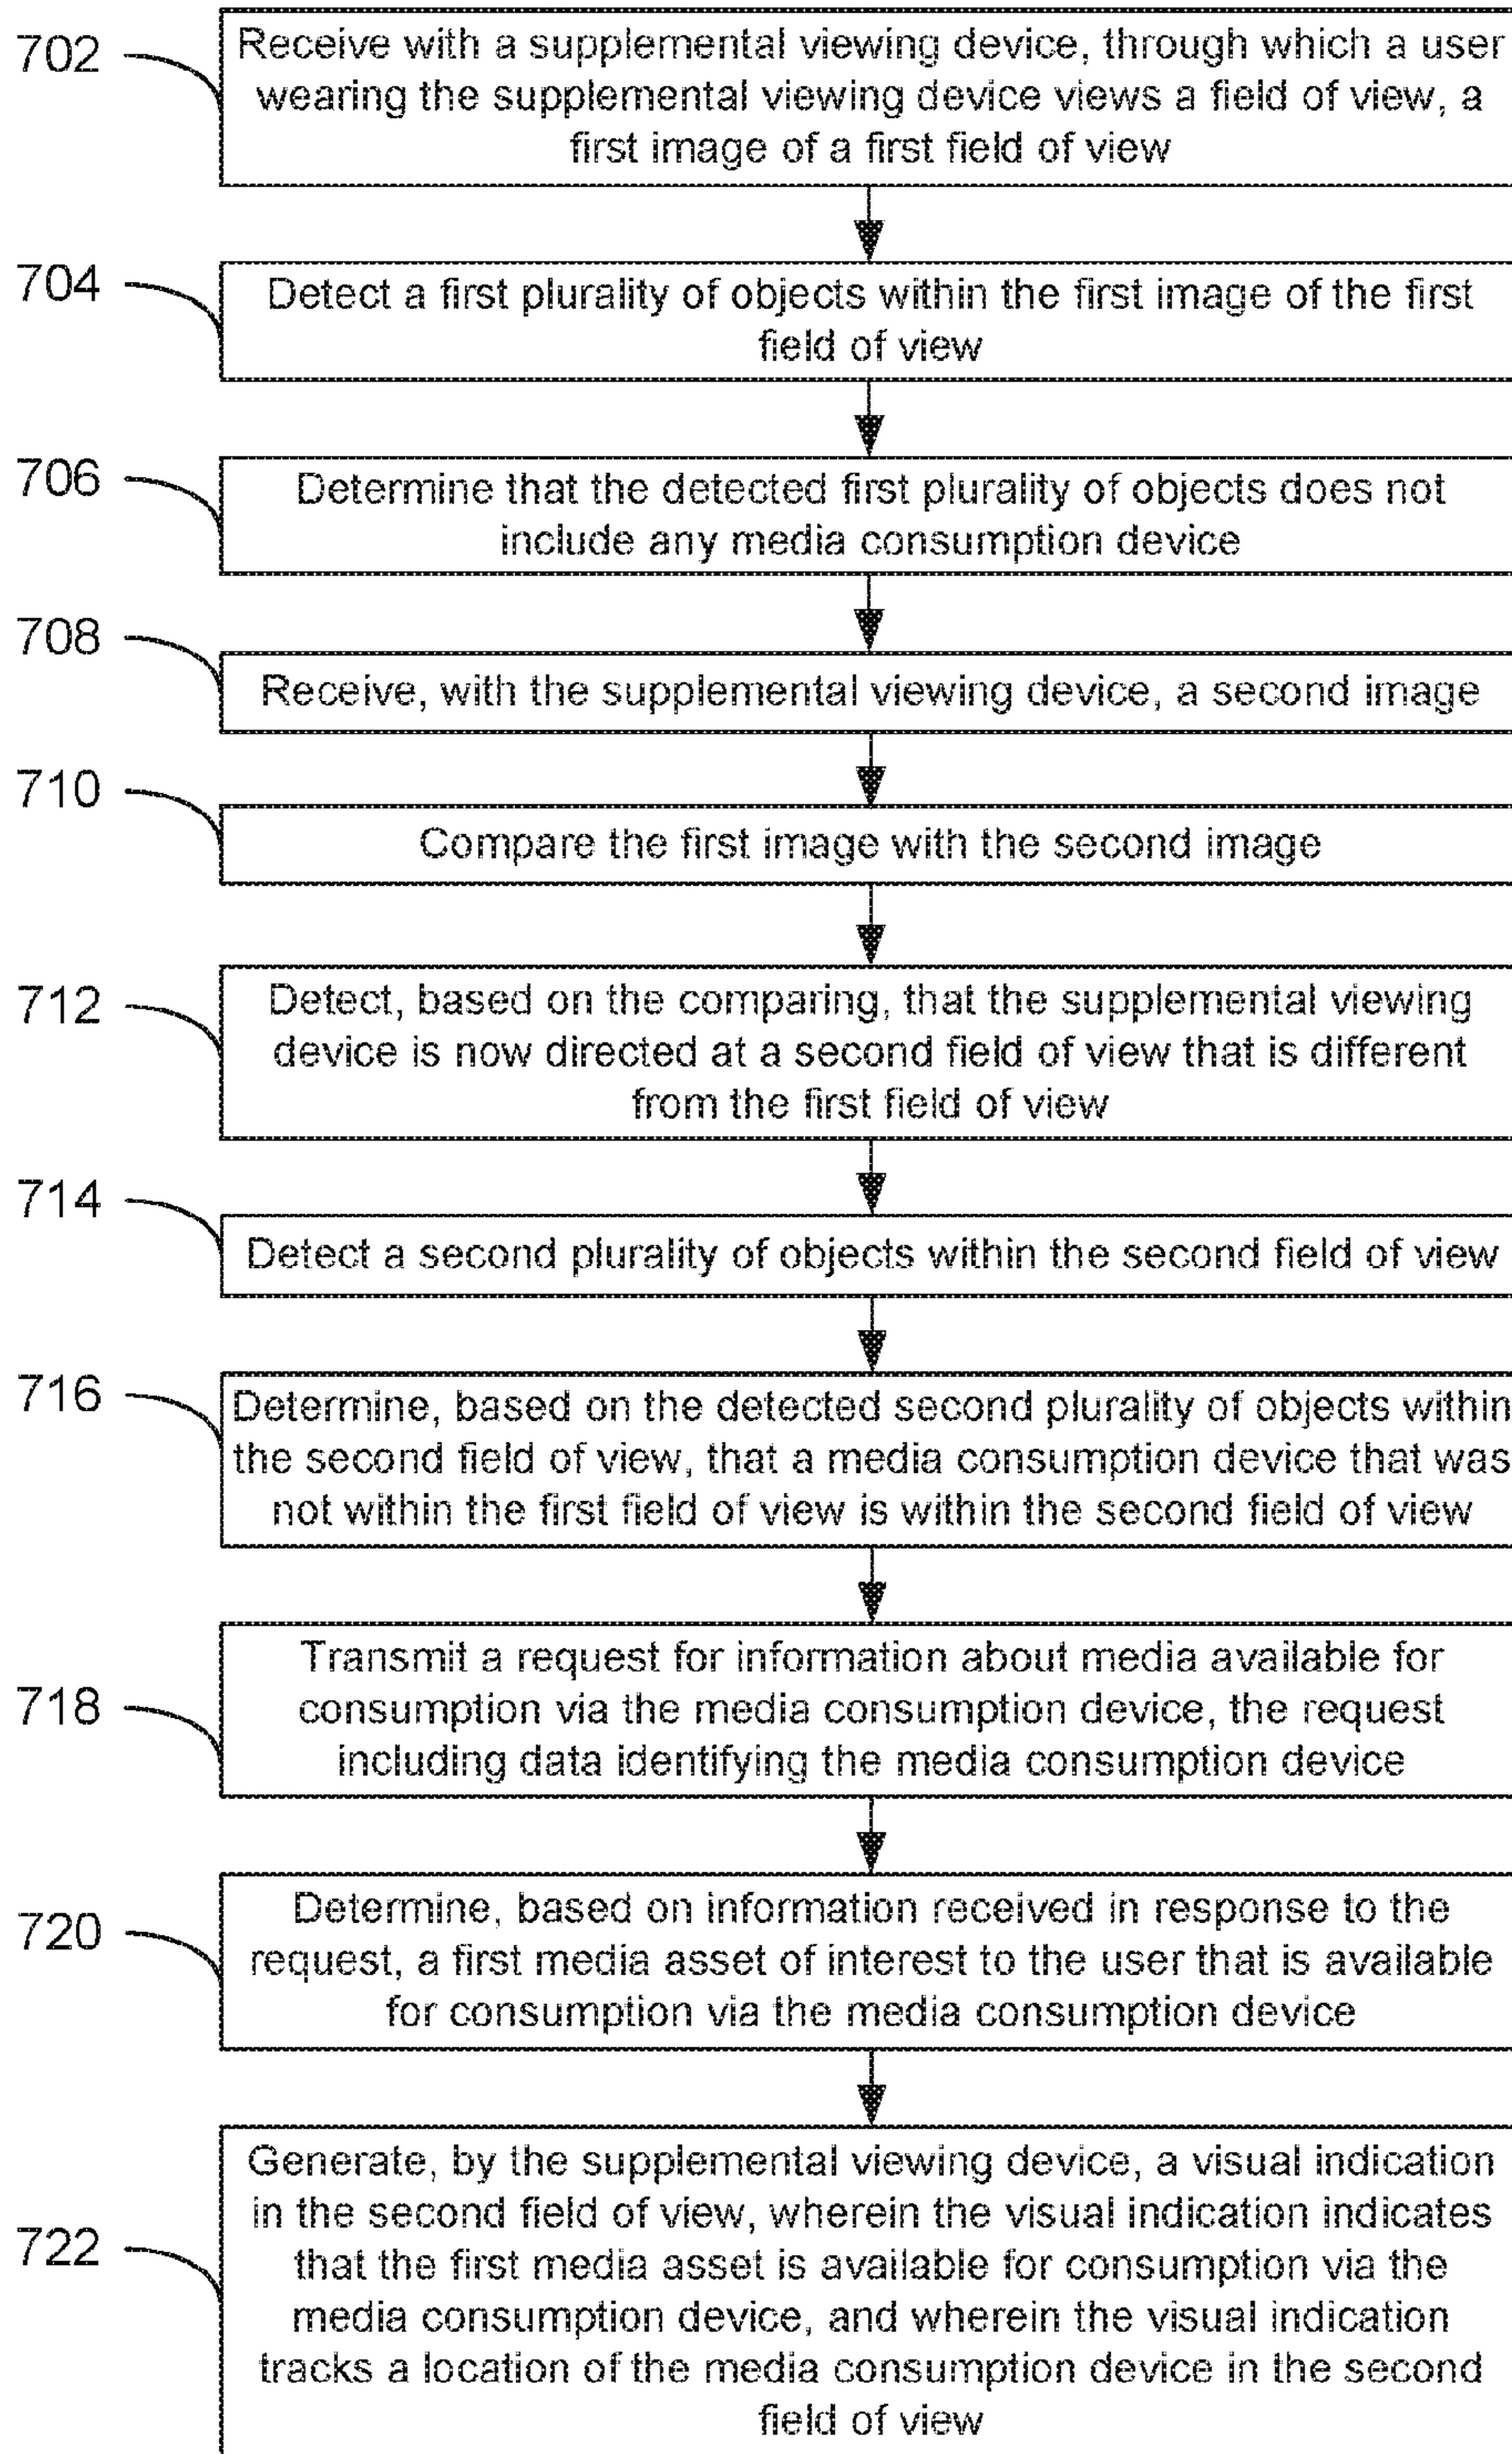 702
Receive with a supplemental viewing device, through which a user
wearing the supplemental viewing device views a field of view, a
first image of a first field of view
704
Detect a first plurality of objects within the first image of the first
field of view
706
Determine that the detected first plurality of objects does not
include any media consumption device
708
Receive, with the supplemental viewing device, a second image
710
Compare the first image with the second image
712
Detect, based on the comparing, that the supplemental viewing
device is now directed at a second field of view that is different
from the first field of view
714
Detect a second plurality of objects within the second field of view
716
Determine, based on the detected second plurality of objects within
the second field of view, that a media consumption device that was
not within the first field of view is within the second field of view
718
Transmit a request for information about media available for
consumption via the media consumption device, the request
including data identifying the media consumption device
720
Determine, based on information received in response to the
request, a first media asset of interest to the user that is available
for consumption via the media consumption device
722
Generate, by the supplemental viewing device, a visual indication
in the second field of view, wherein the visual indication indicates
that the first media asset is available for consumption via the
media consumption device, and wherein the visual indication
tracks a location of the media consumption device in the second
field of view